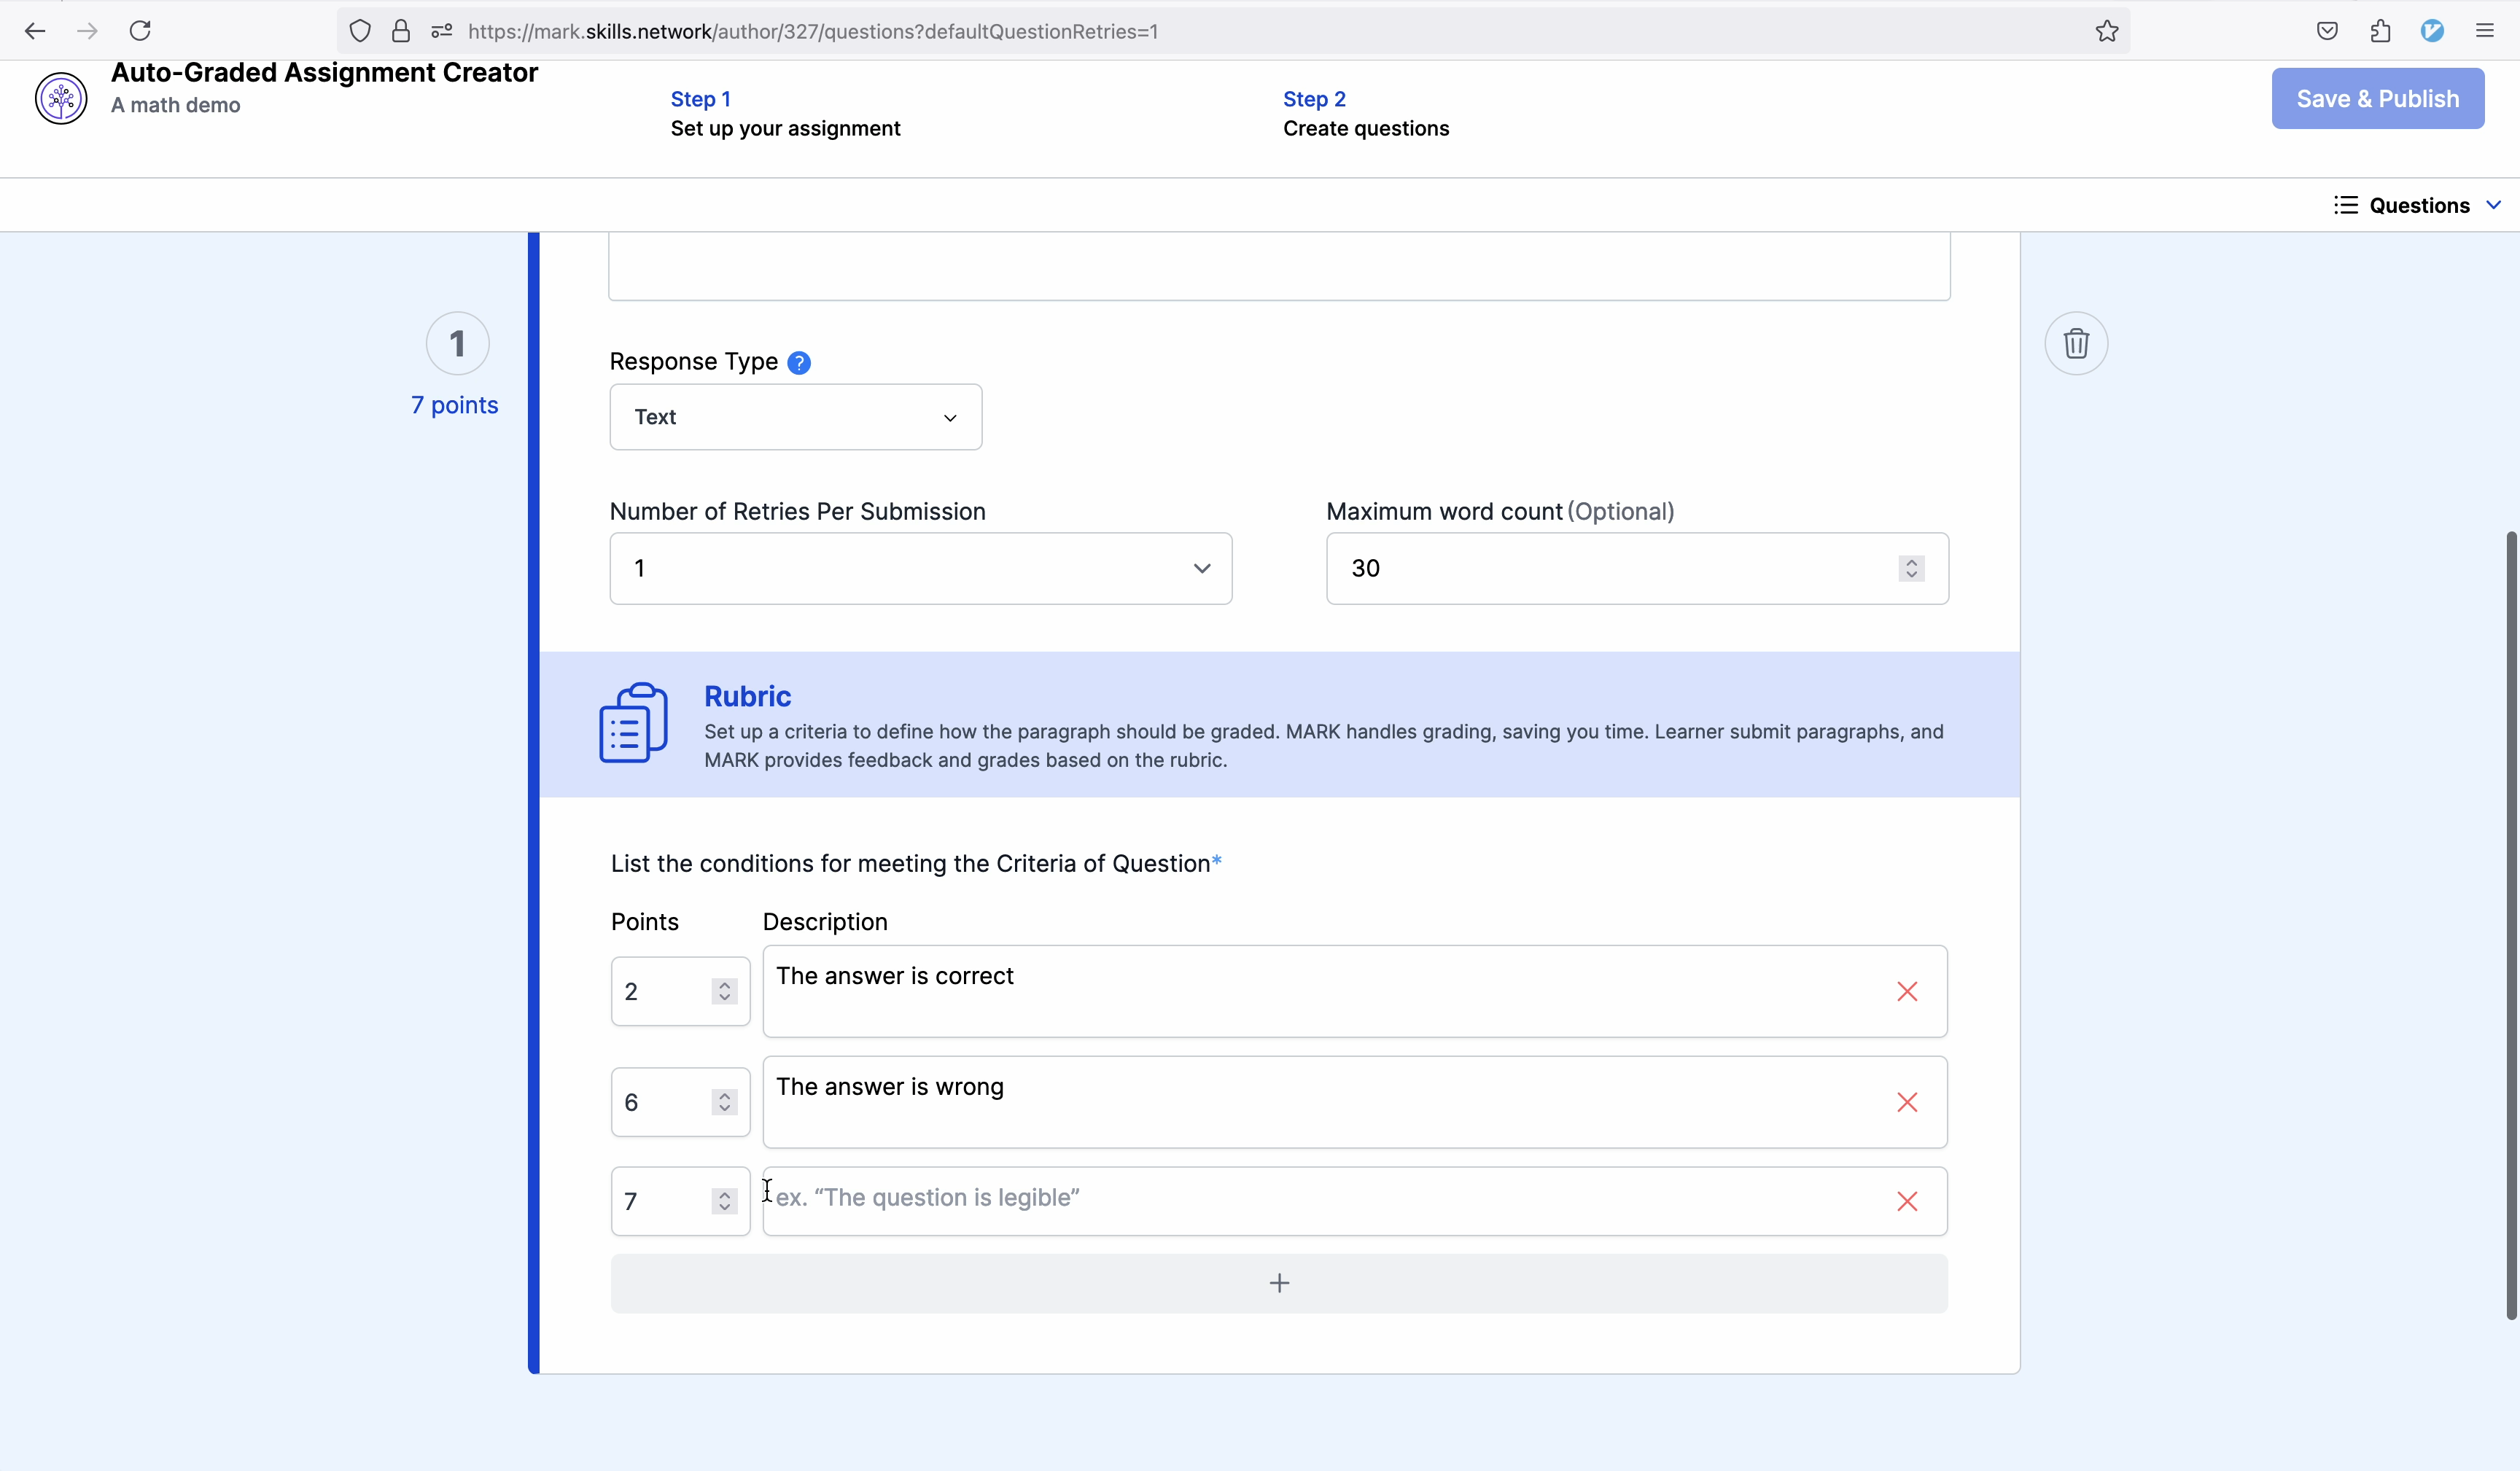 https://mark.skills.network/author/327/questions?defaultQuestionRetries=1
Auto-Graded Assignment Creator
A math demo
Step 1
Set up your assignment
Step 2
Create questions
Save & Publish
Questions
1
7 points
Response Type ?
Text
Number of Retries Per Submission
1
Maximum word count (Optional)
30
Rubric
Set up a criteria to define how the paragraph should be graded. MARK handles grading, saving you time. Learner submit paragraphs, and
MARK provides feedback and grades based on the rubric.
List the conditions for meeting the Criteria of Question*
Points
Description
2
The answer is correct
6
The answer is wrong
7
ex. “The question is legible”